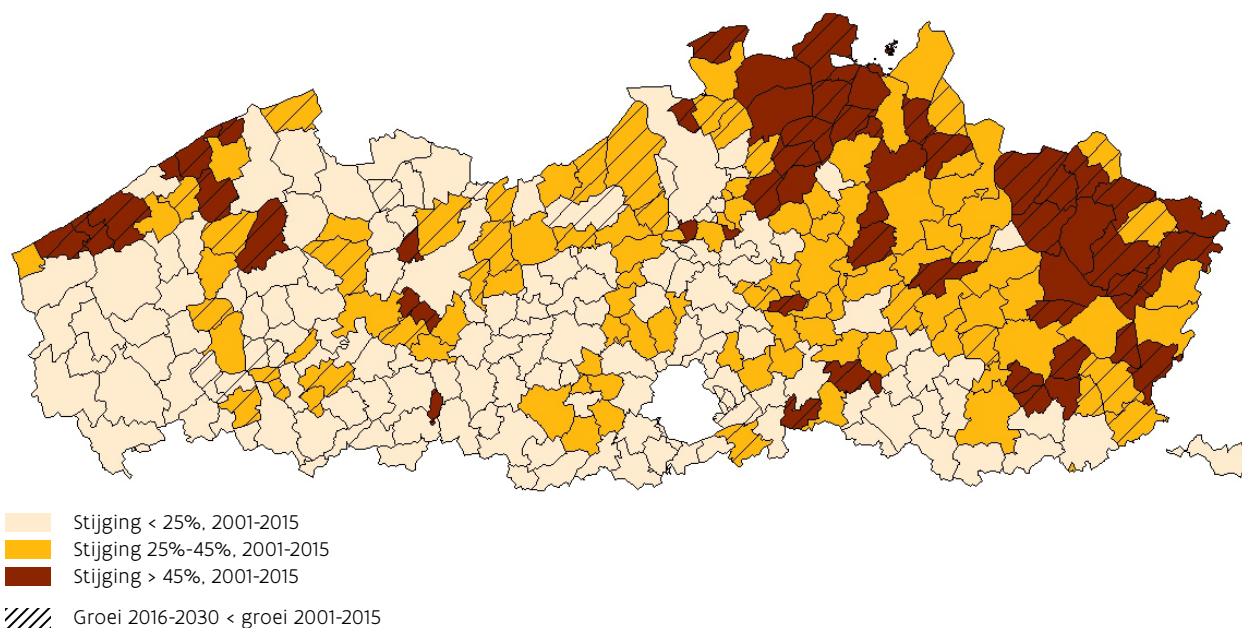 Stijging < 25%, 2001-2015
Stijging 25%-45%, 2001-2015
Stijging > 45%, 2001-2015
Groei 2016-2030 < groei 2001-2015